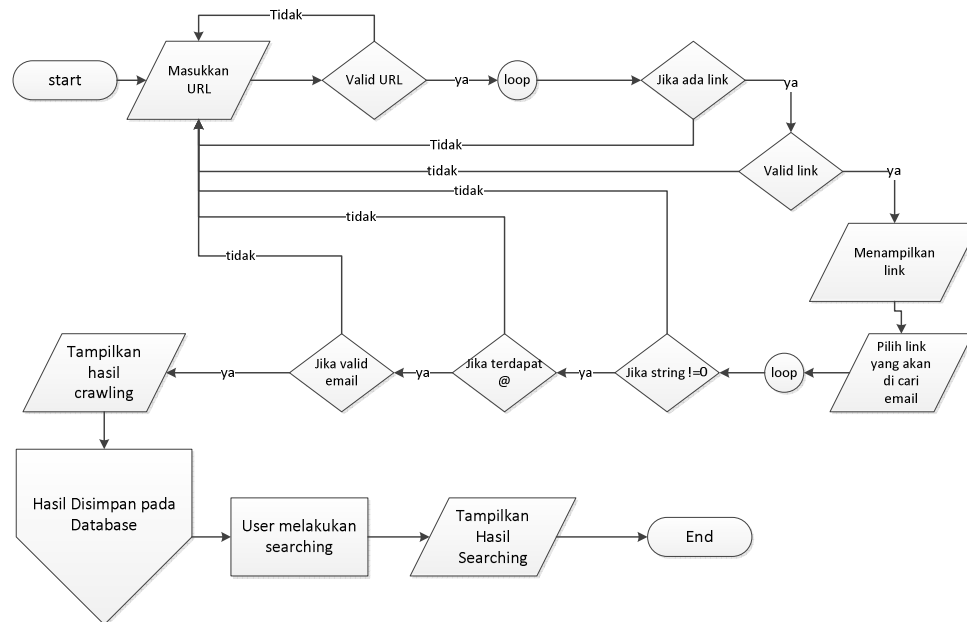 Tidak
start
Masukkan
URL
Valid URL
ya
loop
Jika ada link
ya
Tidak
tidak
Valid link
ya
tidak
tidak
tidak
Menampilkan
link
Pilih link
yang akan
di cari
email
loop
Jika string !=0
ya
Jika terdapat
@
ya
Jika valid
email
ya
Tampilkan
hasil
crawling
Hasil Disimpan pada
Database
User melakukan
searching
Tampilkan
Hasil
Searching
End